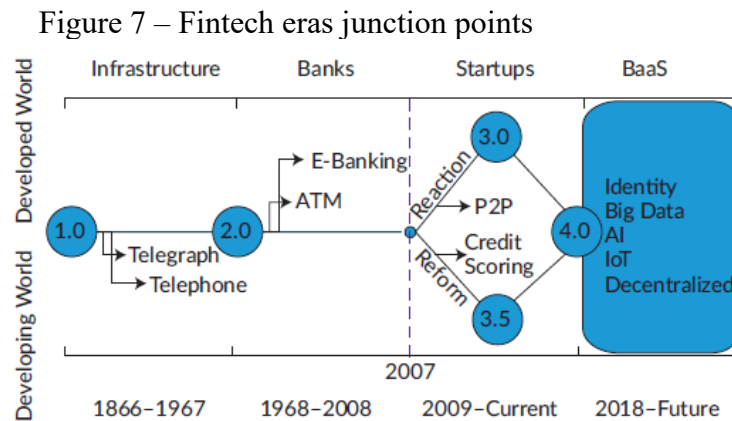 Figure 7 – Fintech eras junction points
Infrastructure
Banks
Startups
BaaS
Developed World
Developing World
1.0
Telegraph
Telephone
2.0
E-Banking
ATM
Reaction
Reform
3.0
P2P
Credit
Scoring
3.5
4.0
Identity
Big Data
AI
IoT
Decentralized
2007
1866–1967
1968–2008
2009–Current
2018–Future